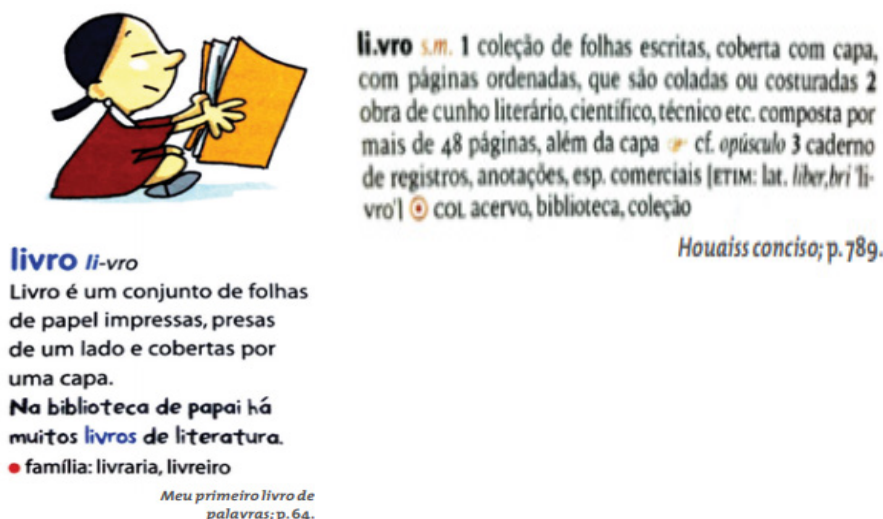 livro li-vro
Livro é um conjunto de folhas
de papel impressas, presas
de um lado e cobertas por
uma capa.
Na biblioteca de papai há
muitos livros de literatura.
• família: livraria, livreiro
Meu primeiro livro de
palavras; p. 64.
li.vro s.m. 1 coleção de folhas escritas, coberta com capa,
com páginas ordenadas, que são coladas ou costuradas 2
obra de cunho literário, científico, técnico etc. composta por
mais de 48 páginas, além da capa ☞ cf. opúsculo 3 caderno
de registros, anotações, esp. comerciais [ETIM: lat. liber,bri 'li-
vro'] ⊙ COL acervo, biblioteca, coleção
Houaiss conciso; p. 789.